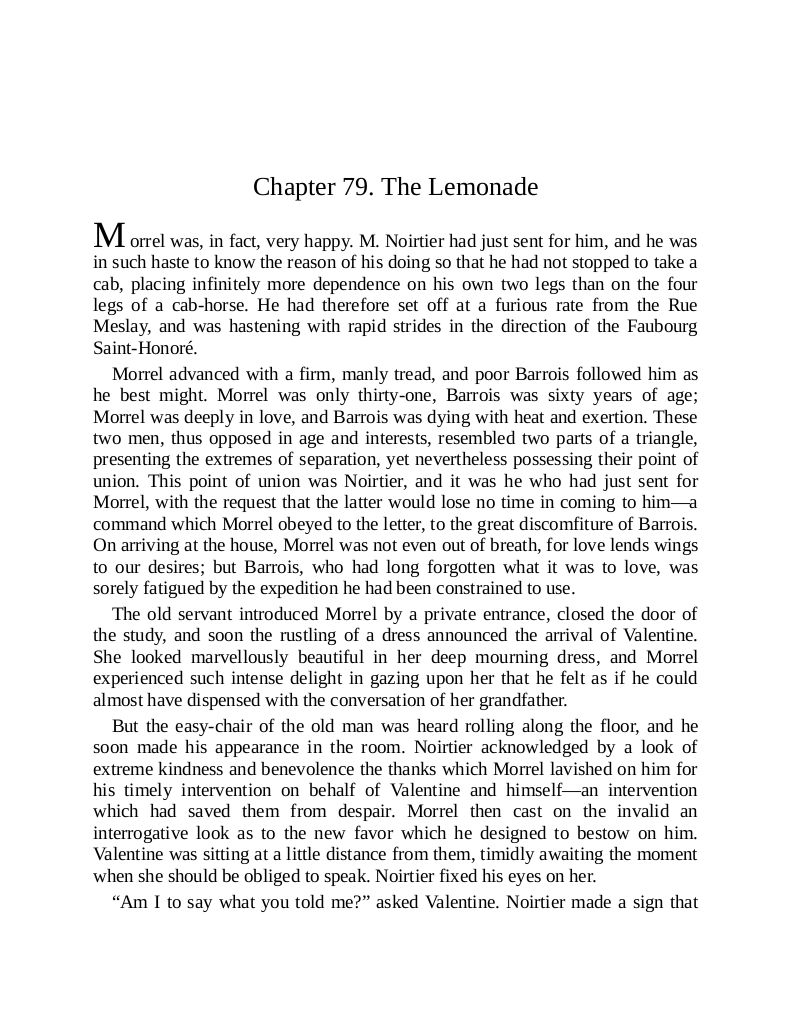 Chapter 79. The Lemonade
Morrel was, in fact, very happy. M. Noirtier had just sent for him, and he was
in such haste to know the reason of his doing so that he had not stopped to take a
cab, placing infinitely more dependence on his own two legs than on the four
legs of a cab-horse. He had therefore set off at a furious rate from the Rue
Meslay, and was hastening with rapid strides in the direction of the Faubourg
Saint-Honoré.
Morrel advanced with a firm, manly tread, and poor Barrois followed him as
he best might. Morrel was only thirty-one, Barrois was sixty years of age;
Morrel was deeply in love, and Barrois was dying with heat and exertion. These
two men, thus opposed in age and interests, resembled two parts of a triangle,
presenting the extremes of separation, yet nevertheless possessing their point of
union. This point of union was Noirtier, and it was he who had just sent for
Morrel, with the request that the latter would lose no time in coming to him—a
command which Morrel obeyed to the letter, to the great discomfiture of Barrois.
On arriving at the house, Morrel was not even out of breath, for love lends wings
to our desires; but Barrois, who had long forgotten what it was to love, was
sorely fatigued by the expedition he had been constrained to use.
The old servant introduced Morrel by a private entrance, closed the door of
the study, and soon the rustling of a dress announced the arrival of Valentine.
She looked marvellously beautiful in her deep mourning dress, and Morrel
experienced such intense delight in gazing upon her that he felt as if he could
almost have dispensed with the conversation of her grandfather.
But the easy-chair of the old man was heard rolling along the floor, and he
soon made his appearance in the room. Noirtier acknowledged by a look of
extreme kindness and benevolence the thanks which Morrel lavished on him for
his timely intervention on behalf of Valentine and himself—an intervention
which had saved them from despair. Morrel then cast on the invalid an
interrogative look as to the new favor which he designed to bestow on him.
Valentine was sitting at a little distance from them, timidly awaiting the moment
when she should be obliged to speak. Noirtier fixed his eyes on her.
“Am I to say what you told me?” asked Valentine. Noirtier made a sign that